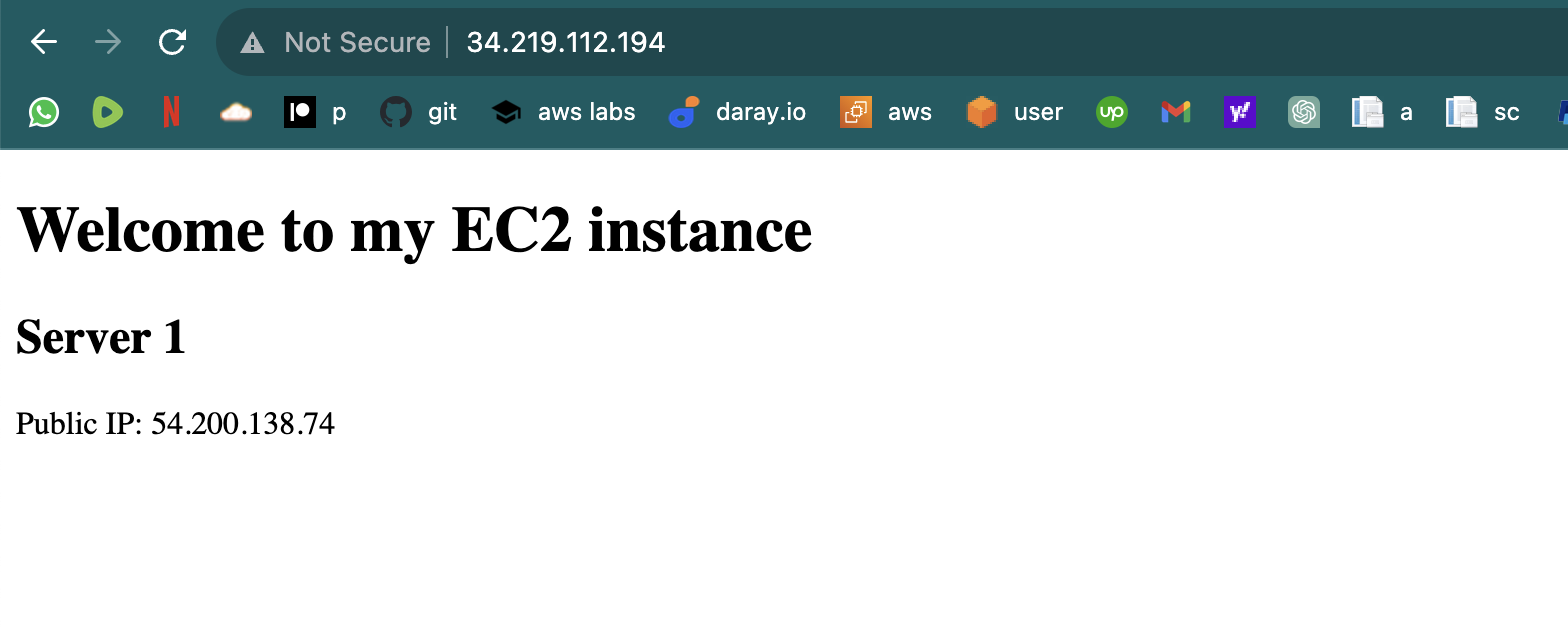 Not Secure 34.219.112.194
p git aws labs daray.io aws user up a sc
Welcome to my EC2 instance
Server 1
Public IP: 54.200.138.74